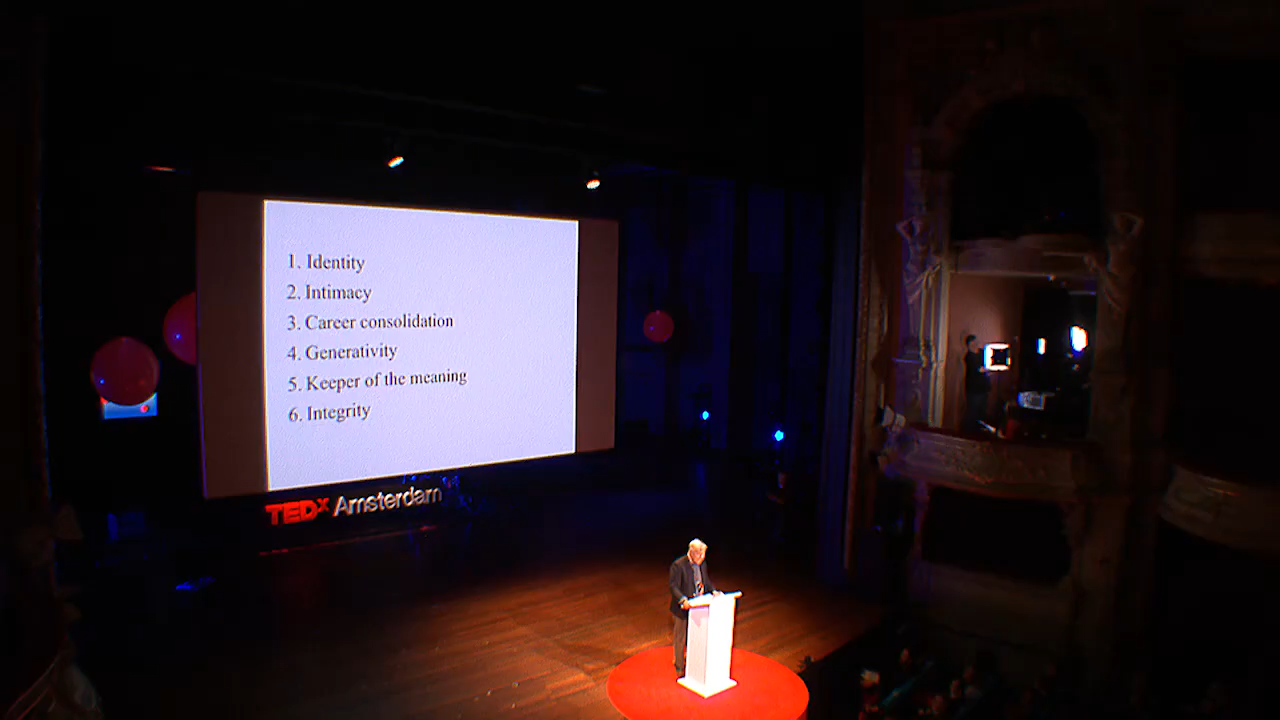 1. Identity
2. Intimacy
3. Career consolidation
4. Generativity
5. Keeper of the meaning
6. Integrity
TEDx Amsterdam